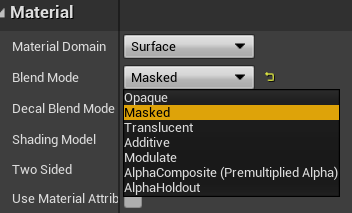 Material
Material Domain Surface
Blend Mode Masked
Opaque
Decal Blend Mode Masked
Translucent
Shading Model Additive
Modulate
Two Sided AlphaComposite (Premultiplied Alpha)
AlphaHoldout
Use Material Attrib